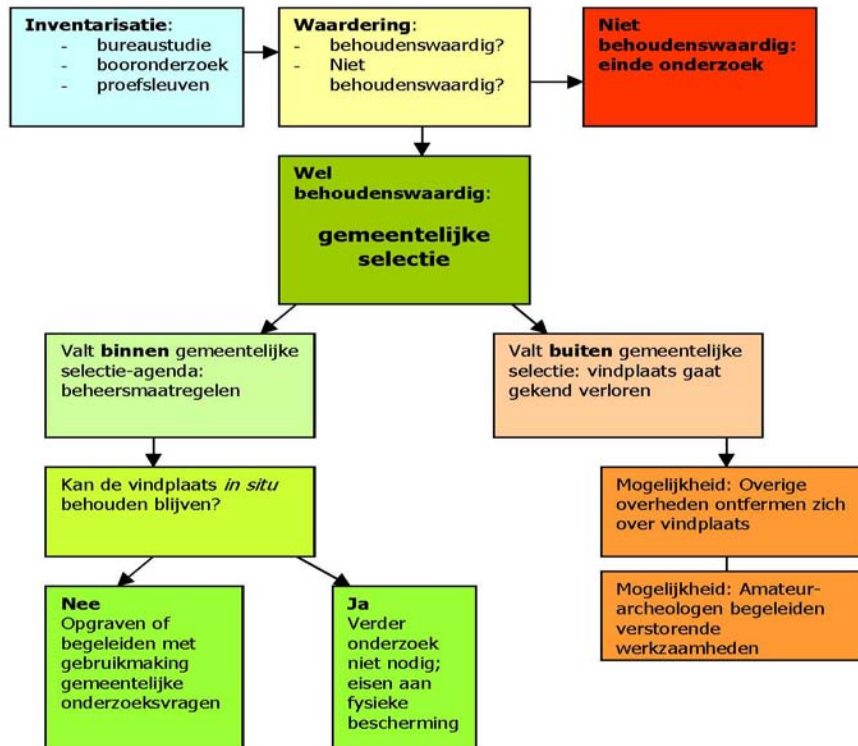 Inventarisatie:
- bureaustudie
- booronderzoek
- proefsleuven
Waardering:
- behoudenswaardig?
- Niet
behoudenswaardig?
Niet
behoudenswaardig:
einde onderzoek
Wel
behoudenswaardig:
gemeentelijke
selectie
Valt binnen gemeentelijke
selectie-agenda:
beheersmaatregelen
Valt buiten gemeentelijke
selectie: vindplaats gaat
gekend verloren
Kan de vindplaats in situ
behouden blijven?
Mogelijkheid: Overige
overheden ontfermen zich
over vindplaats
Nee
Opgraven of
begeleiden met
gebruikmaking
gemeentelijke
onderzoeksvragen
Ja
Verder
onderzoek
niet nodig;
eisen aan
fysieke
bescherming
Mogelijkheid: Amateur-
archeologen begeleiden
verstorende
werkzaamheden